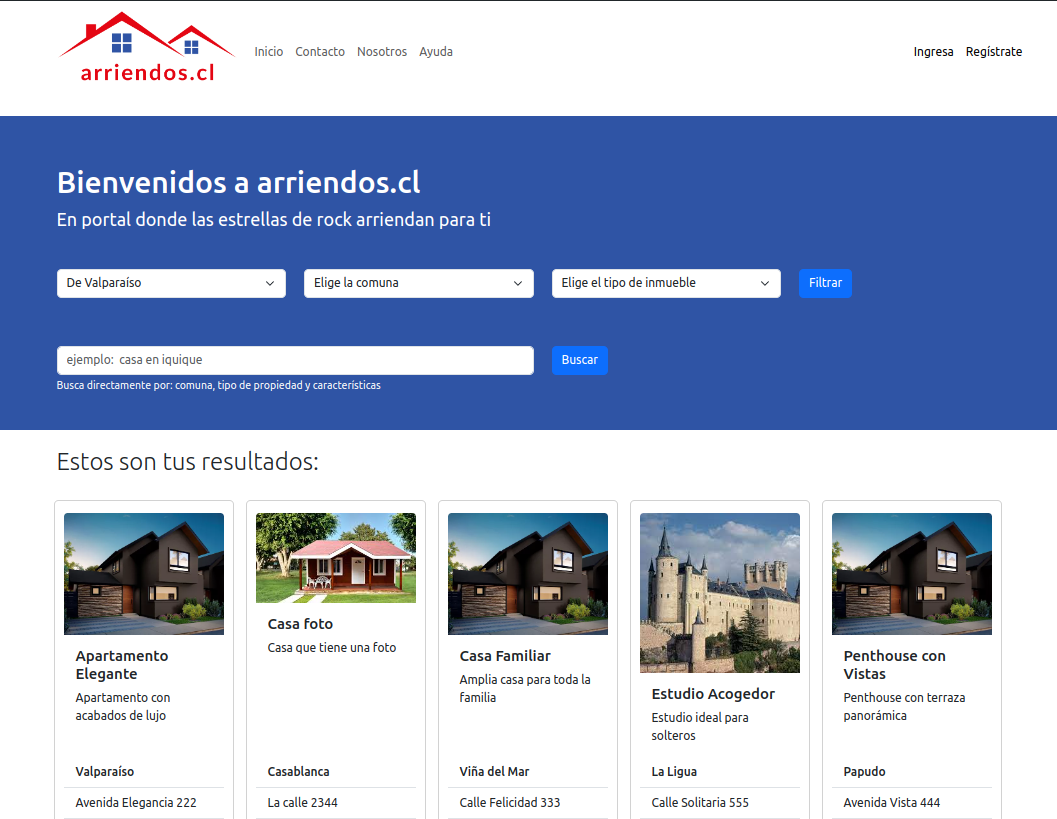 arriendos.cl
Inicio Contacto Nosotros Ayuda
Ingresa Regístrate
Bienvenidos a arriendos.cl
En portal donde las estrellas de rock arriendan para ti
De Valparaíso
Elige la comuna
Elige el tipo de inmueble
Filtrar
ejemplo: casa en iquique
Buscar
Busca directamente por: comuna, tipo de propiedad y características
Estos son tus resultados:
Apartamento
Elegante
Apartamento con
acabados de lujo
Valparaíso
Avenida Elegancia 222
Casa foto
Casa que tiene una foto
Casablanca
La calle 2344
Casa Familiar
Amplia casa para toda la
familia
Viña del Mar
Calle Felicidad 333
Estudio Acogedor
Estudio ideal para
solteros
La Ligua
Calle Solitaria 555
Penthouse con
Vistas
Penthouse con terraza
panorámica
Papudo
Avenida Vista 444